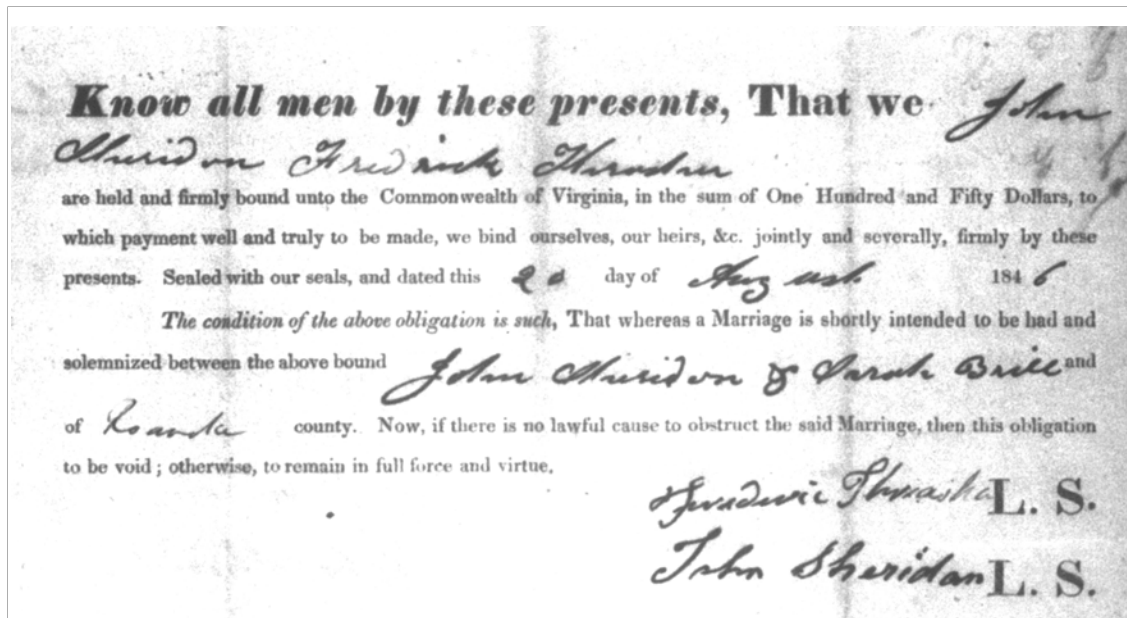 Know all men by these presents, That we John
Sheridon Fredrick Thrasher
are held and firmly bound unto the Commonwealth of Virginia, in the sum of One Hundred and Fifty Dollars, to
which payment well and truly to be made, we bind ourselves, our heirs, &c. jointly and severally, firmly by these
presents. Sealed with our seals, and dated this day of August 1846
The condition of the above obligation is such, That whereas a Marriage is shortly intended to be had and
solemnized between the above bound John Sheridon & Sarah Brill and
of county. Now, if there is no lawful cause to obstruct the said Marriage, then this obligation
to be void; otherwise, to remain in full force and virtue.
Frederic Thrasher L. S.
John Sheridan L. S.